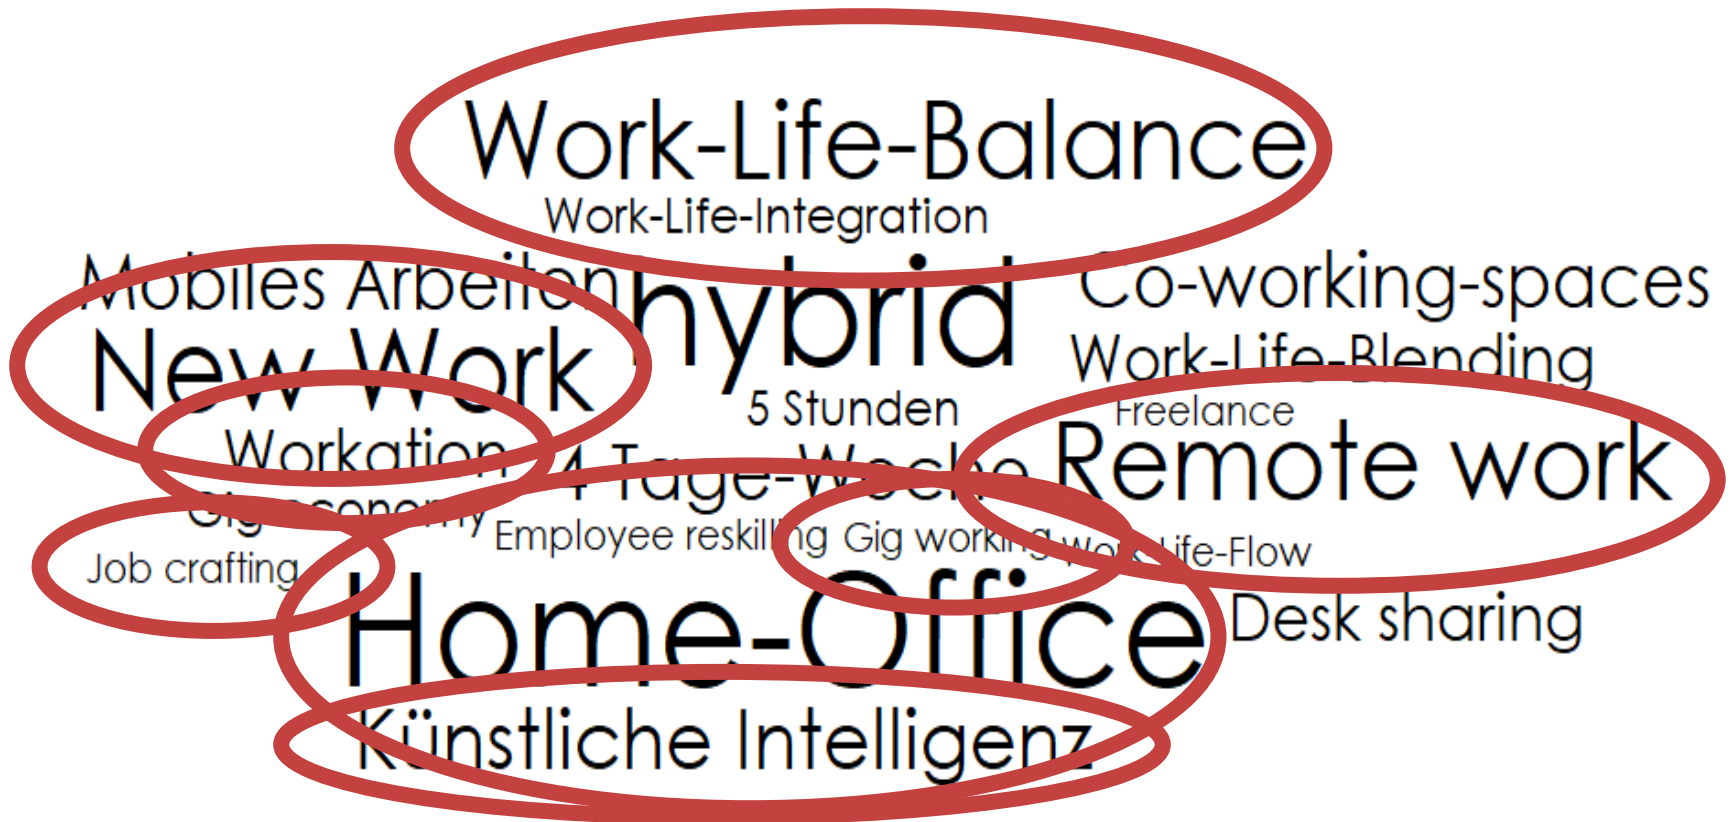 Work-Life-Balance
Work-Life-Integration
Mobiles Arbeiten hybrid Co-working-spaces
New Work Work-Life-Blending
5 Stunden Freelance
Workation 4-Tage-Woche Remote work
Gig economy Employee reskilling Gig working Work-Life-Flow
Job crafting
Home-Office Desk sharing
Künstliche Intelligenz